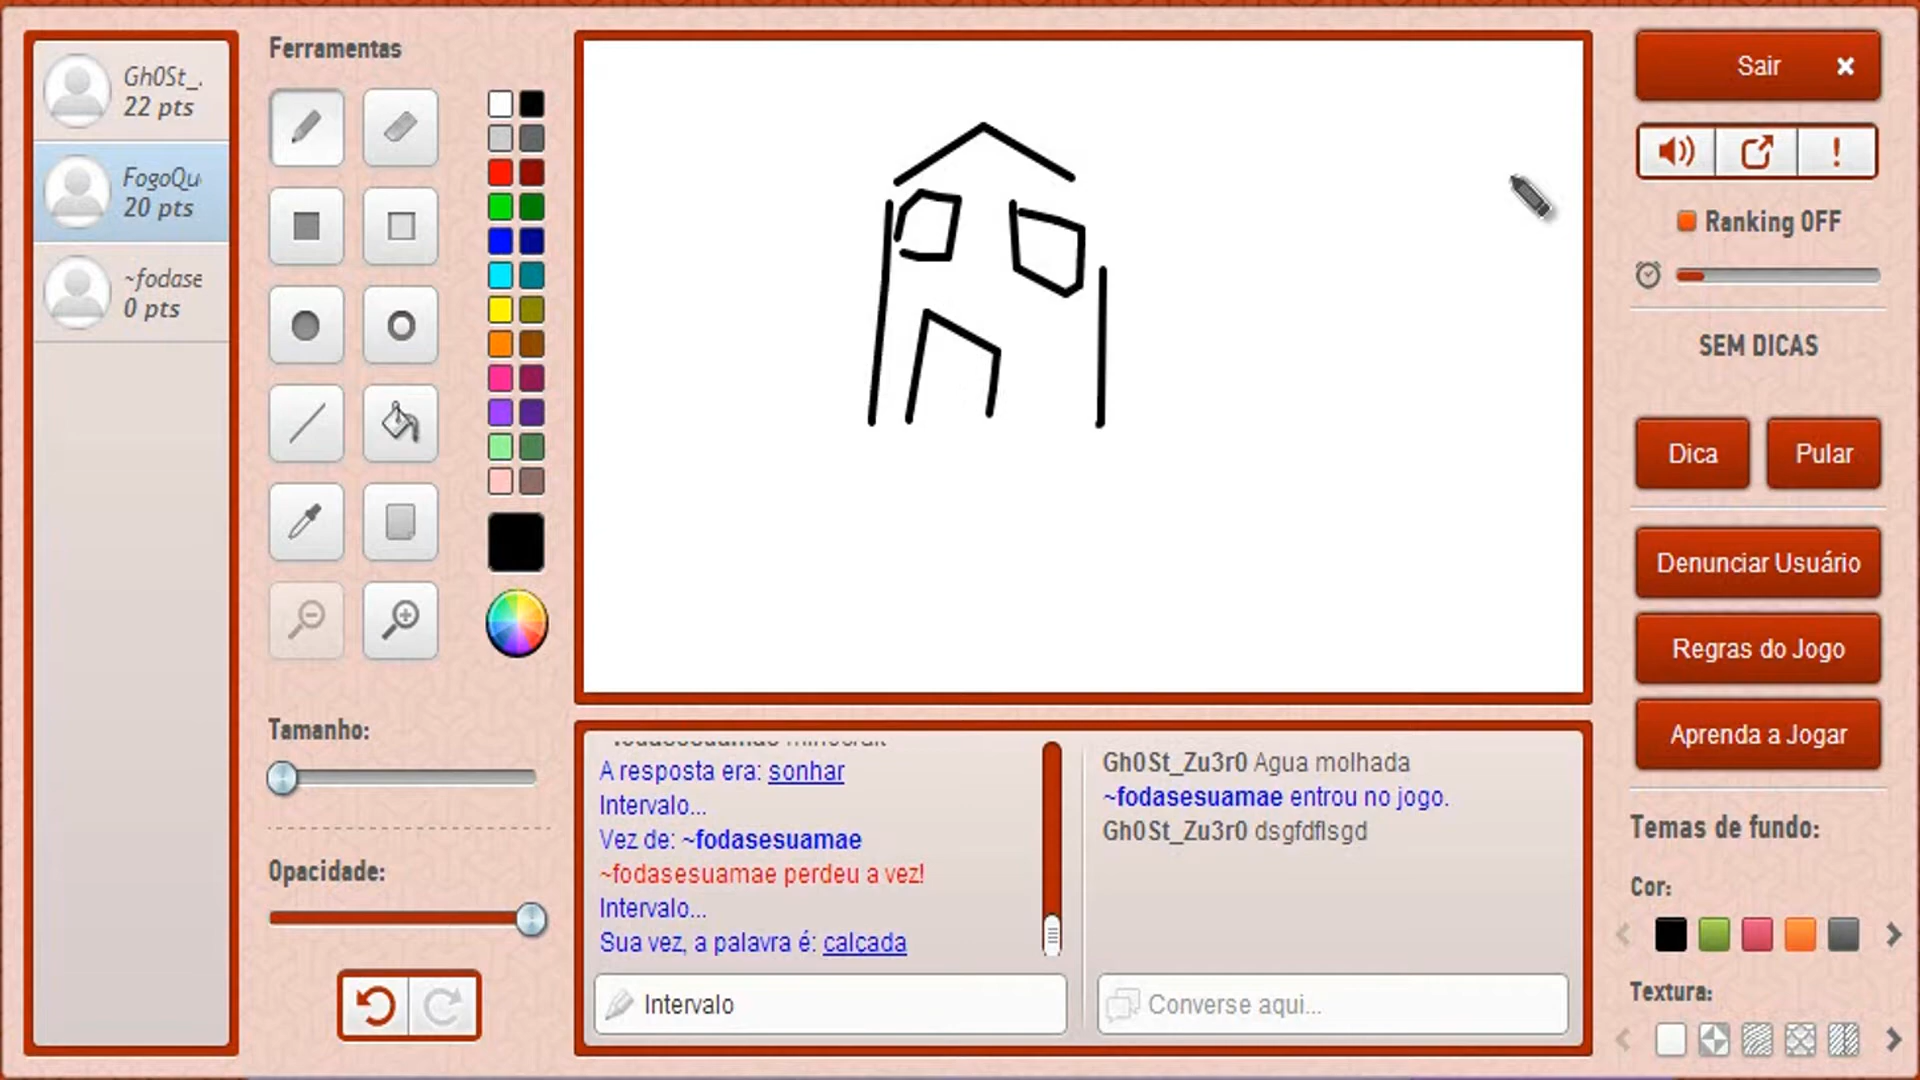 Gh0St_.
22 pts
FogoQu
20 pts
~fodase
0 pts
Ferramentas
Tamanho:
Opacidade:
~fodasesuamae minecraft
A resposta era: sonhar
Intervalo...
Vez de: ~fodasesuamae
~fodasesuamae perdeu a vez!
Intervalo...
Sua vez, a palavra é: calcada
Intervalo
Gh0St_Zu3r0 Agua molhada
~fodasesuamae entrou no jogo.
Gh0St_Zu3r0 dsgfdflsgd
Converse aqui...
Sair
Ranking OFF
SEM DICAS
Dica
Pular
Denunciar Usuário
Regras do Jogo
Aprenda a Jogar
Temas de fundo:
Cor:
Textura: